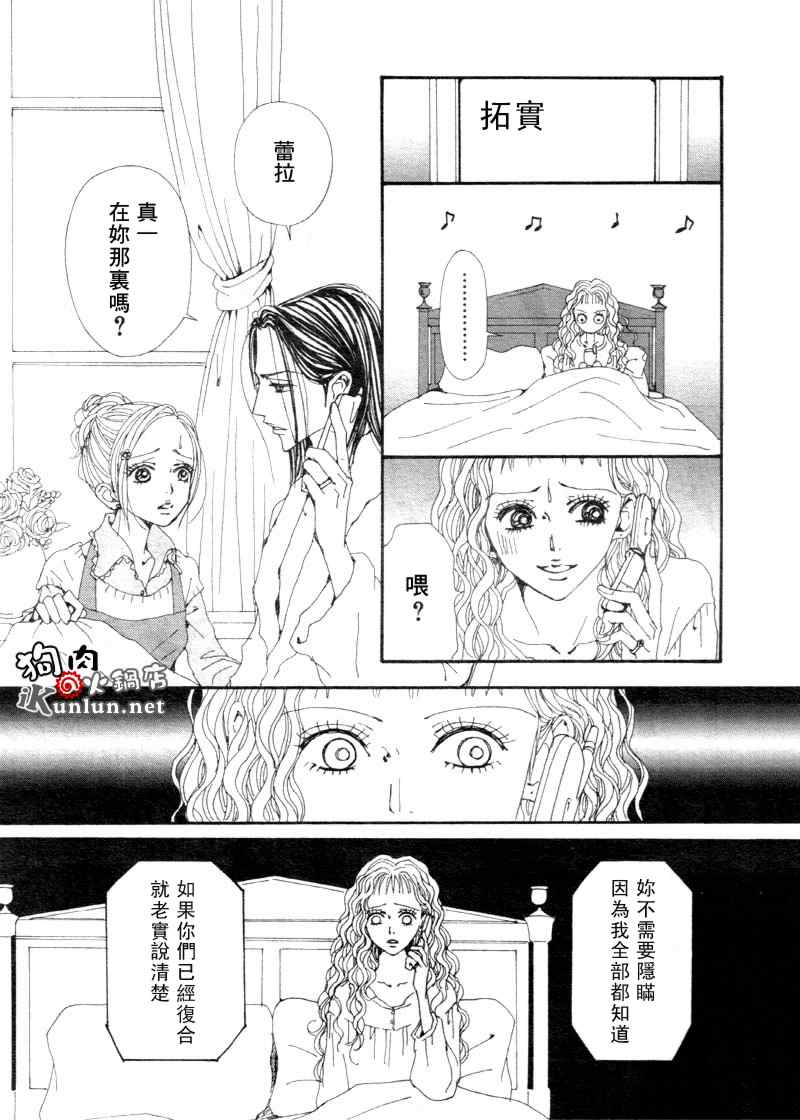 拓實
………………
喂？
蕾拉
真一
在妳那裏嗎？
妳不需要隱瞞
因為我全部都知道
如果你們已經復合
就老實說清楚
狗肉火鍋店
iKunlun.net